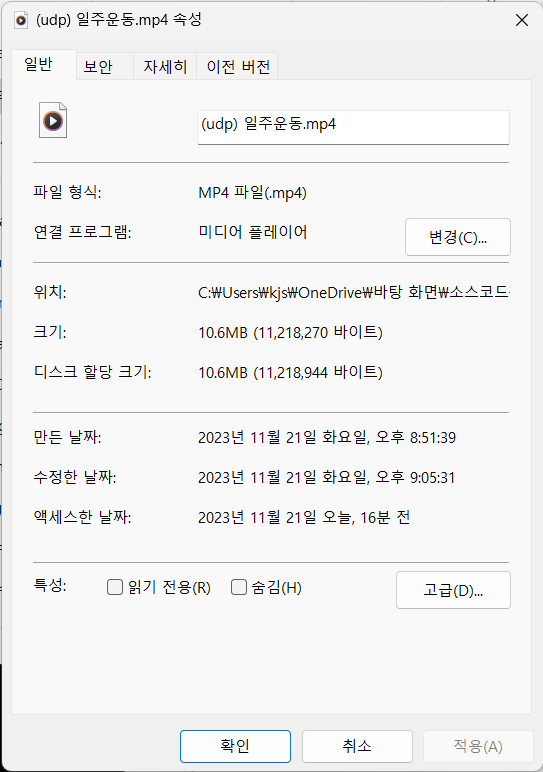 (udp) 일주운동.mp4 속성
일반 보안 자세히 이전 버전
(udp) 일주운동.mp4
파일 형식: MP4 파일(.mp4)
연결 프로그램: 미디어 플레이어 변경(C)...
위치: C:₩Users₩kjs₩OneDrive₩바탕 화면₩소스코드
크기: 10.6MB (11,218,270 바이트)
디스크 할당 크기: 10.6MB (11,218,944 바이트)
만든 날짜: 2023년 11월 21일 화요일, 오후 8:51:39
수정한 날짜: 2023년 11월 21일 화요일, 오후 9:05:31
액세스한 날짜: 2023년 11월 21일 오늘, 16분 전
특성: 읽기 전용(R) 숨김(H) 고급(D)...
확인 취소 적용(A)